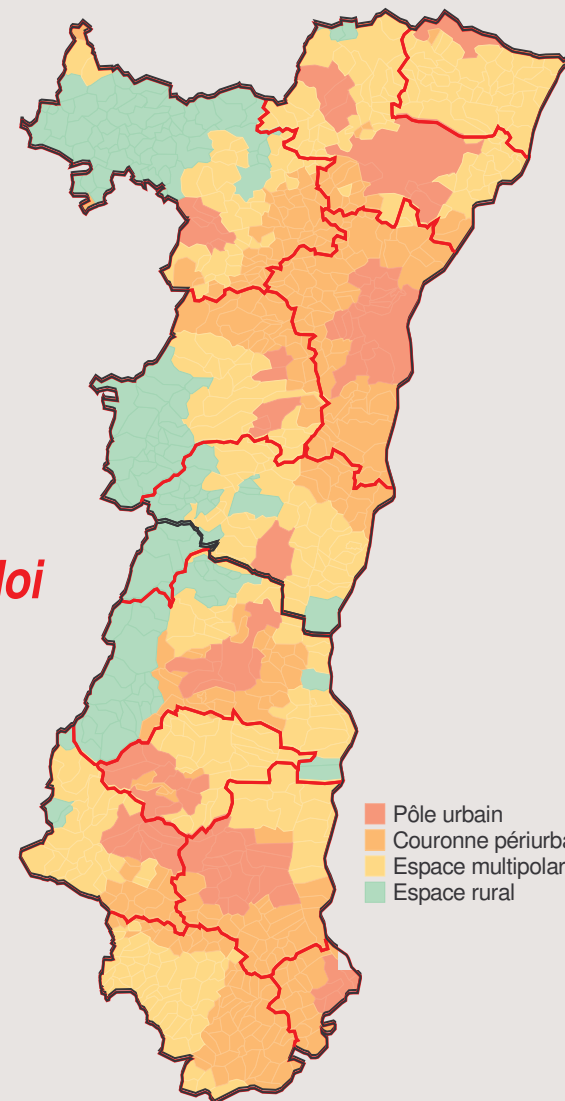 loi
Pôle urbain
Couronne périurba
Espace multipolar
Espace rural